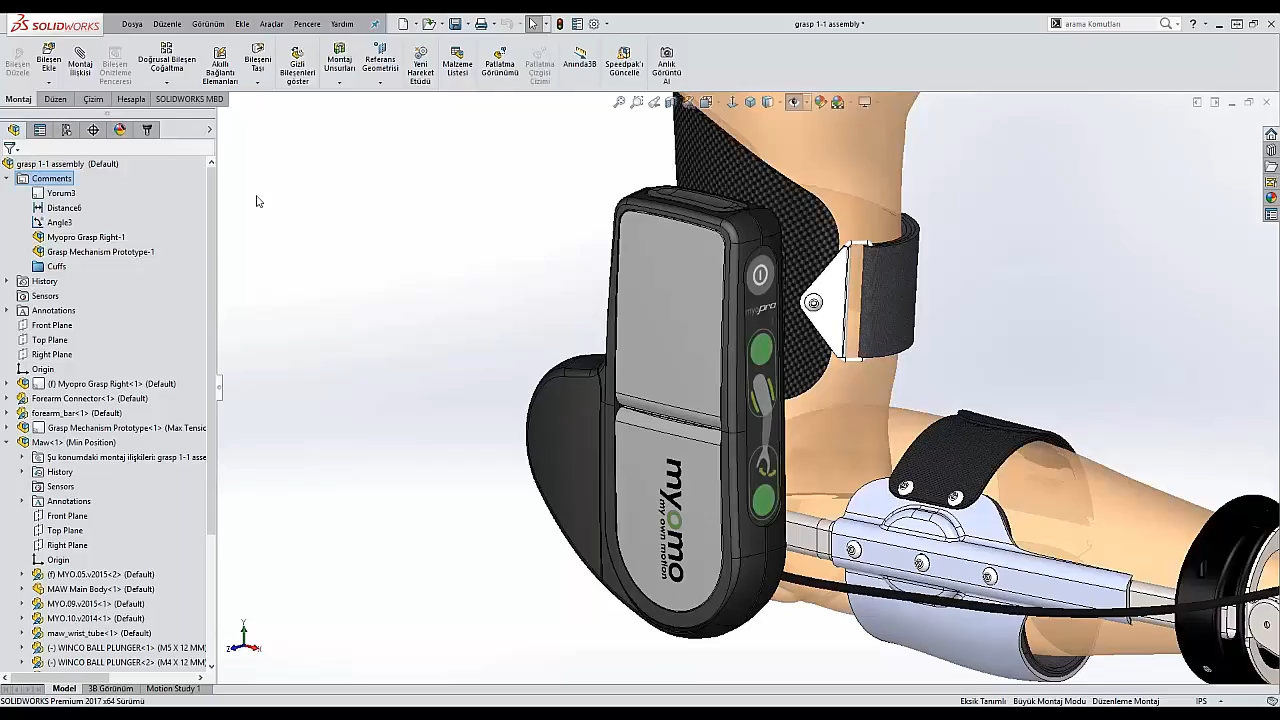 SOLIDWORKS
Dosya Düzenle Görünüm Ekle Araçlar Pencere Yardım
grasp 1-1 assembly *
arama Komutları
Bileşen Düzele
Bileşen Ekle
Montaj İlişkisi
Bileşen Önizleme Penceresi
Doğrusal Bileşen Çoğaltma
Akıllı Bağlantı Elemanları
Bileşeni Taşı
Gizli Bileşenleri göster
Montaj Unsurları
Referans Geometrisi
Yeni Hareket Etüdü
Malzeme Listesi
Patlatma Görünümü
Patlatma Çizgisi Çizimi
Anında3B
Speedpak'ı Güncelle
Anlık Görüntü Al
Montaj Düzen Çizim Hesapla SOLIDWORKS MBD
grasp 1-1 assembly (Default)
Comments
Yorum3
Distance6
Angle3
Myopro Grasp Right-1
Grasp Mechanism Prototype-1
Cuffs
History
Sensors
Annotations
Front Plane
Top Plane
Right Plane
Origin
(f) Myopro Grasp Right<1> (Default)
Forearm Connector<1> (Default)
forearm_bar<1> (Default)
Grasp Mechanism Prototype<1> (Max Tensic
Maw<1> (Min Position)
Şu konumdaki montaj ilişkileri: grasp 1-1 asse
History
Sensors
Annotations
Front Plane
Top Plane
Right Plane
Origin
(f) MYO.05.v2015<2> (Default)
MAW Main Body<1> (Default)
MYO.09.v2015<1> (Default)
MYO.10.v2014<1> (Default)
maw_wrist_tube<1> (Default)
(-) WINCO BALL PLUNGER<1> (M5 X 12 MM)
(-) WINCO BALL PLUNGER<2> (M4 X 12 MM)
myopro
myomo
my own motion
Y
Z
X
Model 3B Görünüm Motion Study 1
SOLIDWORKS Premium 2017 x64 Sürümü
Eksik Tanımlı Büyük Montaj Modu Düzenleme Montaj IPS